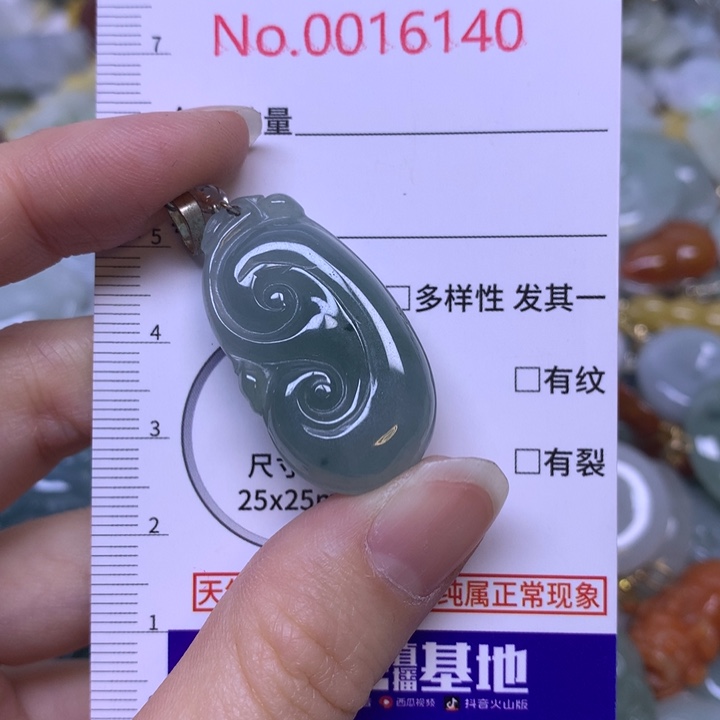 No.0016140
7
量
5
□多样性 发其一
4
□有纹
3
尺寸
□有裂
25x25m
2
天 纯属正常现象
1
直播基地
西瓜视频 抖音火山版